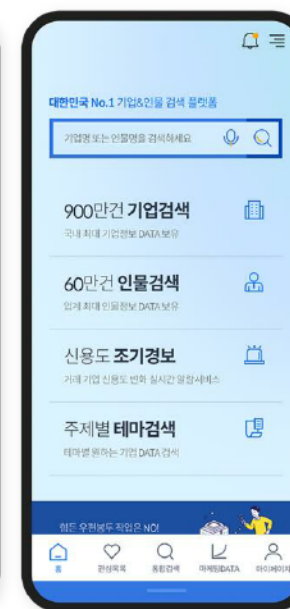 대한민국 No.1 기업&인물 검색 플랫폼
기업명 또는 인물명을 검색하세요
900만건 기업검색
국내 최대 기업정보 DATA 보유
60만건 인물검색
업계 최대 인물정보 DATA 보유
신용도 조기경보
거래 기업 신용도 변화 실시간 알람서비스
주제별 테마검색
테마별 원하는 기업 DATA 검색
힘든 우편봉투 작업은 NO!
홈 관심목록 통합검색 마케팅DATA 마이페이지